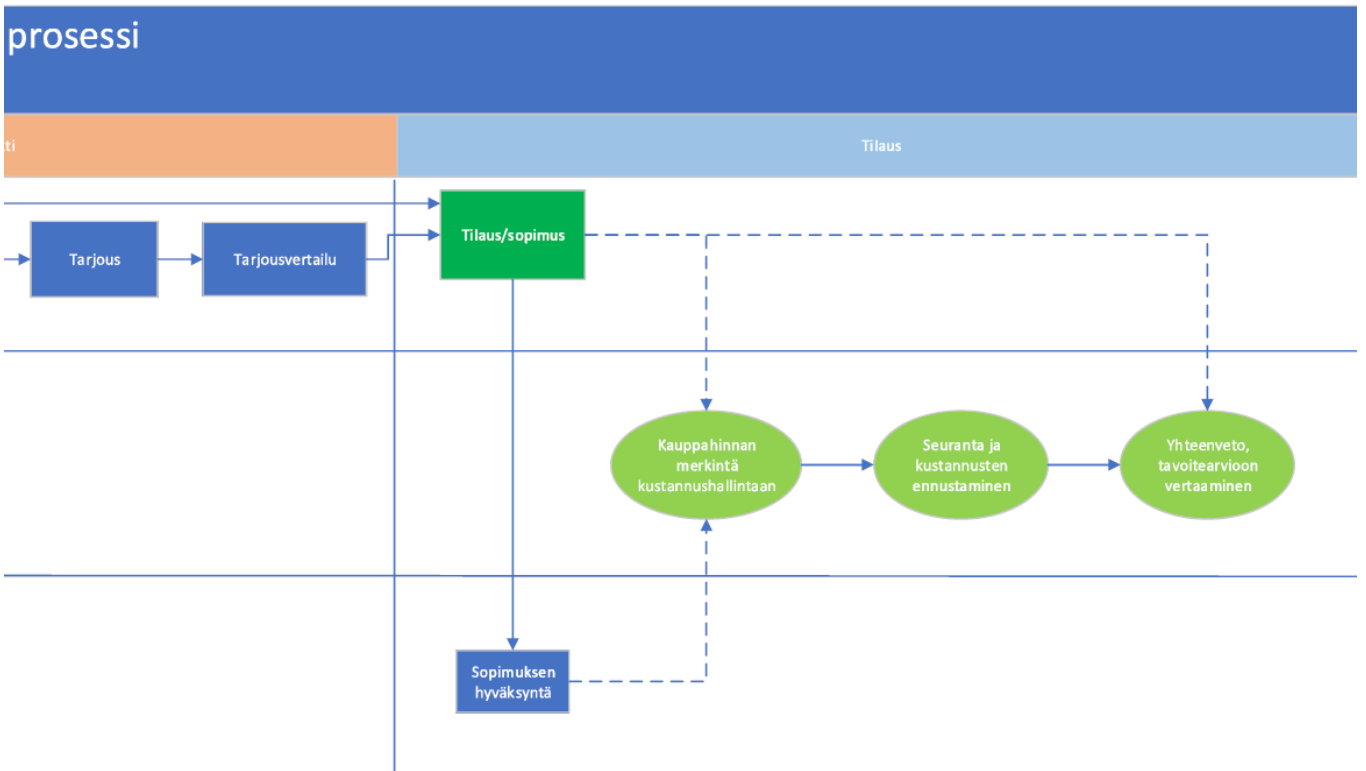 prosessi
ti
Tilaus
Tilaus/sopimus
Tarjous
Tarjousvertailu
Kauppahinnan
merkintä
kustannushallintaan
Seuranta ja
kustannusten
ennustaminen
Yhteenveto,
tavoitearvioon
vertaaminen
Sopimuksen
hyväksyntä